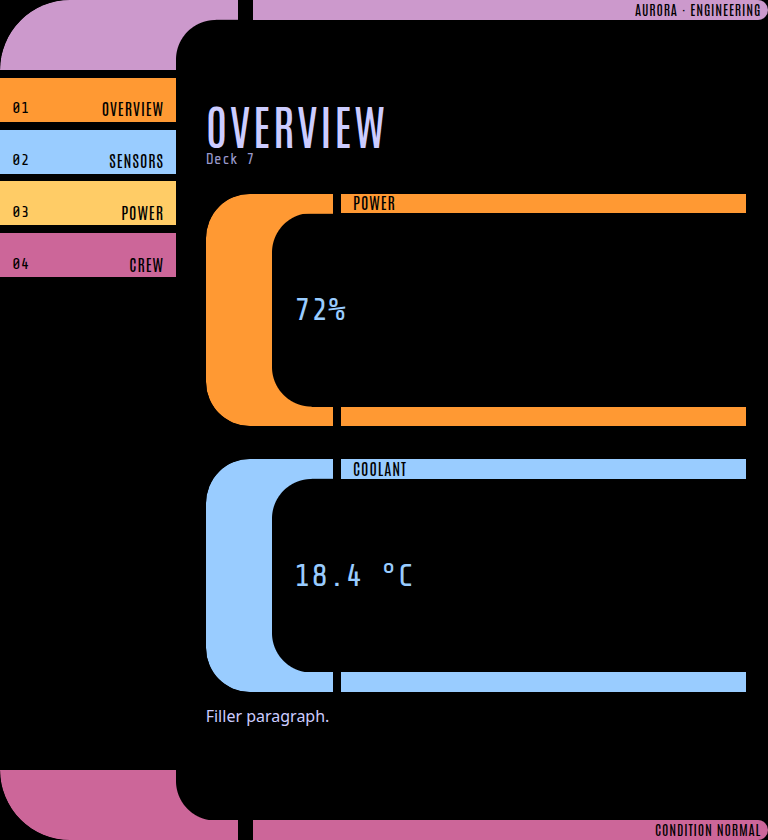 AURORA · ENGINEERING
01 OVERVIEW
02 SENSORS
03 POWER
04 CREW
OVERVIEW
Deck 7
POWER
72%
COOLANT
18.4 °C
Filler paragraph.
CONDITION NORMAL